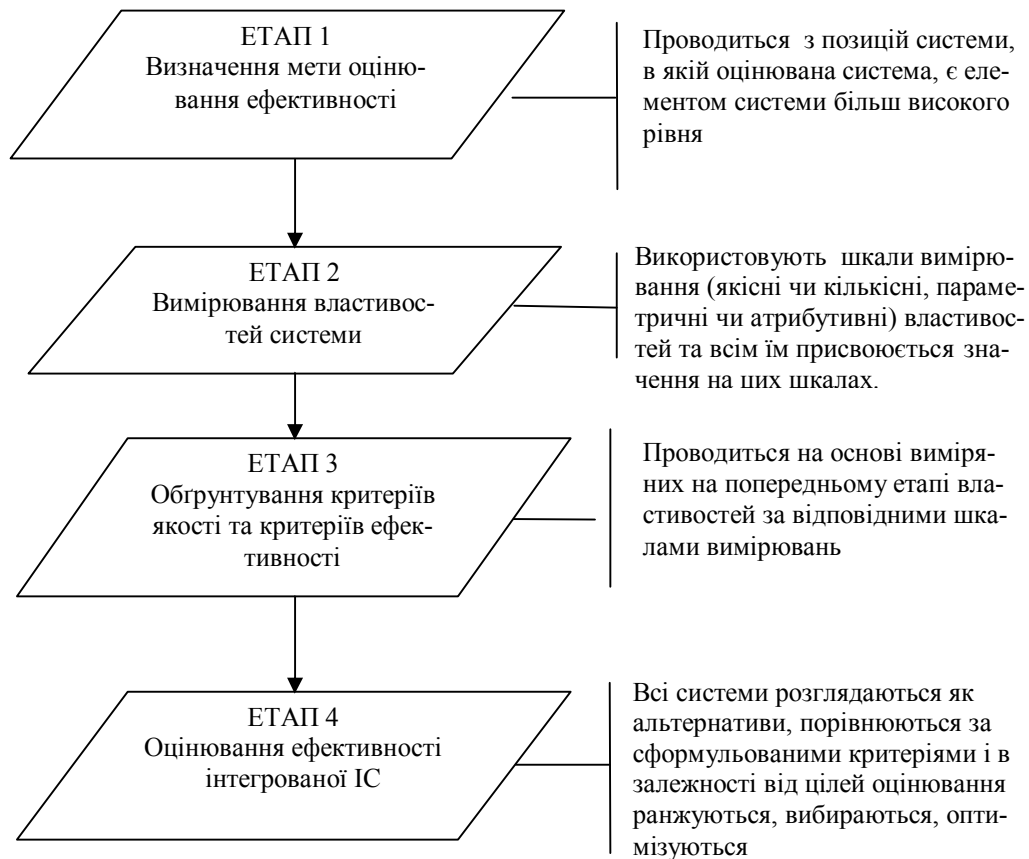 ЕТАП 1
Визначення мети оціню-
вання ефективності
Проводиться з позицій системи,
в якій оцінювана система, є еле-
ментом системи більш високого
рівня
ЕТАП 2
Вимірювання властивос-
тей системи
Використовують шкали вимірю-
вання (якісні чи кількісні, параме-
тричні чи атрибутивні) властивос-
тей та всім їм присвоюється зна-
чення на цих шкалах.
ЕТАП 3
Обґрунтування критеріїв
якості та критеріїв ефек-
тивності
Проводиться на основі виміря-
них на попередньому етапі вла-
стивостей за відповідними шка-
лами вимірювань
ЕТАП 4
Оцінювання ефективності
інтегрованої ІС
Всі системи розглядаються як
альтернативи, порівнюються за
сформульованими критеріями і в
залежності від цілей оцінювання
ранжуються, вибираються, опти-
мізуються